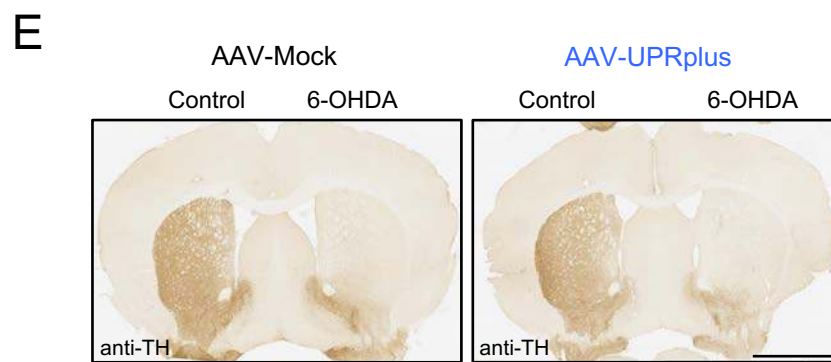 E
AAV-Mock
AAV-UPRplus
Control 6-OHDA
Control 6-OHDA
anti-TH
anti-TH